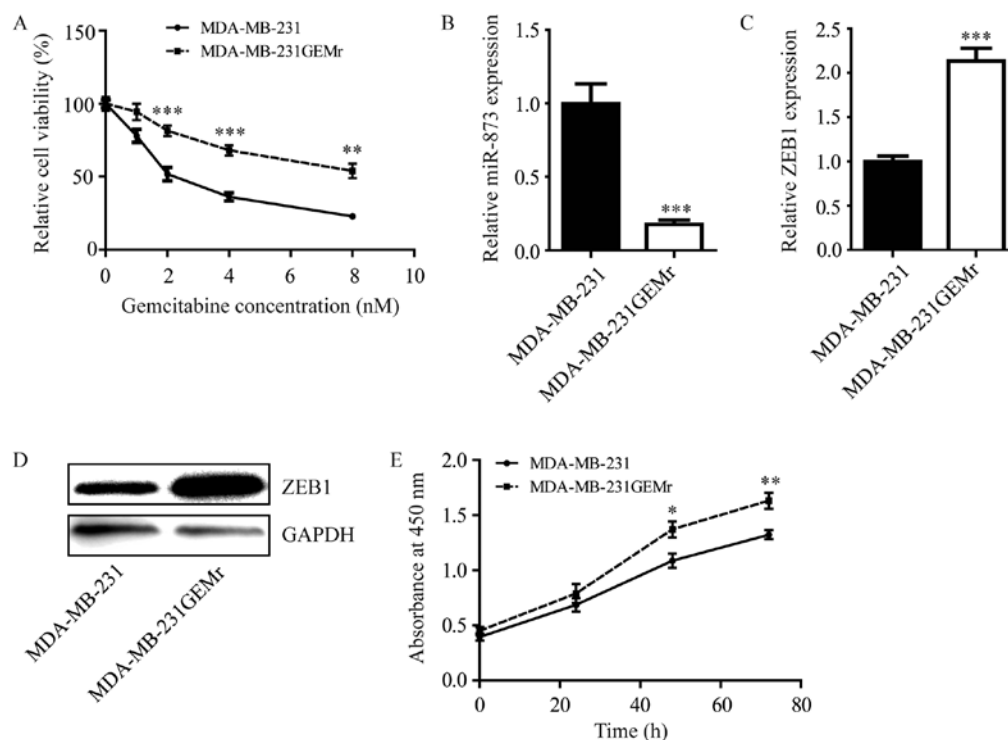 A
MDA-MB-231
MDA-MB-231GEMr
Relative cell viability (%)
150
100
50
0
***
***
**
0
2
4
6
8
10
Gemcitabine concentration (nM)
B
Relative miR-873 expression
1.5
1.0
0.5
0.0
***
MDA-MB-231
MDA-MB-231GEMr
C
Relative ZEB1 expression
2.5
2.0
1.5
1.0
0.5
0.0
***
MDA-MB-231
MDA-MB-231GEMr
D
ZEB1
GAPDH
MDA-MB-231
MDA-MB-231GEMr
E
MDA-MB-231
MDA-MB-231GEMr
Absorbance at 450 nm
2.0
1.5
1.0
0.5
0.0
*
**
0
20
40
60
80
Time (h)